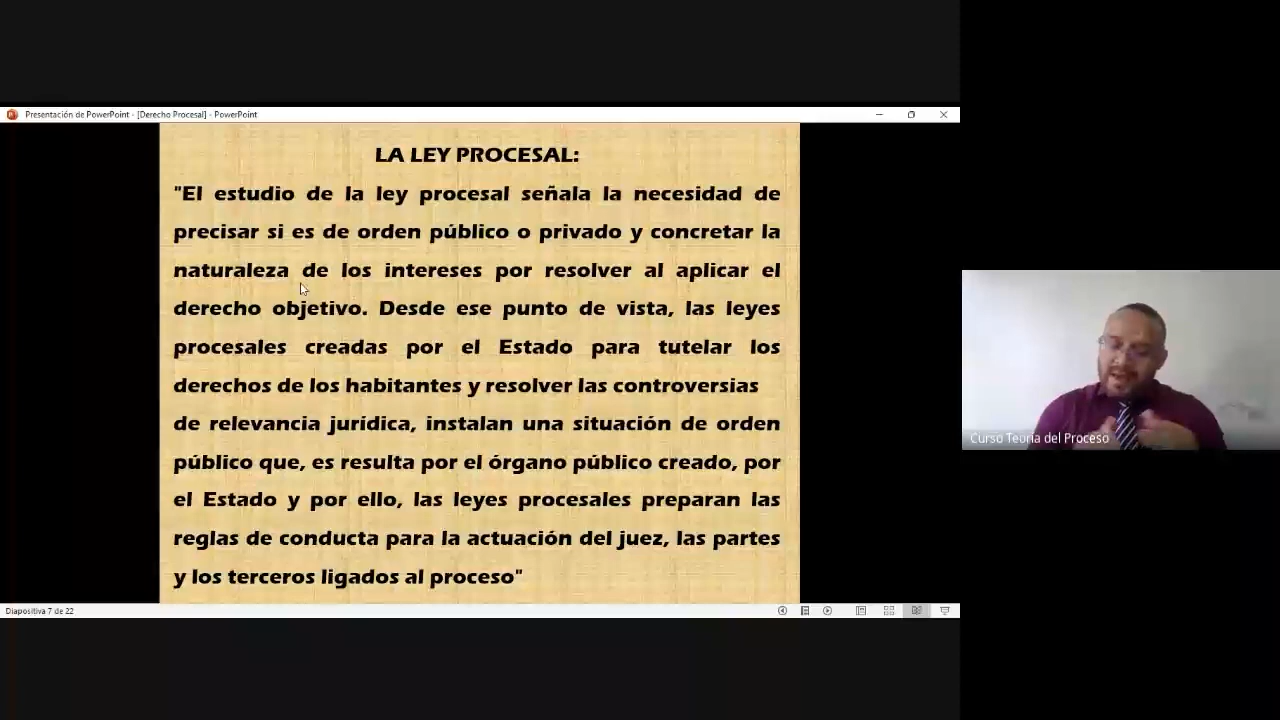 Presentación de PowerPoint - [Derecho Procesal] - PowerPoint
LA LEY PROCESAL:
"El estudio de la ley procesal señala la necesidad de
precisar si es de orden público o privado y concretar la
naturaleza de los intereses por resolver al aplicar el
derecho objetivo. Desde ese punto de vista, las leyes
procesales creadas por el Estado para tutelar los
derechos de los habitantes y resolver las controversias
de relevancia jurídica, instalan una situación de orden
público que, es resulta por el órgano público creado, por
el Estado y por ello, las leyes procesales preparan las
reglas de conducta para la actuación del juez, las partes
y los terceros ligados al proceso"
Curso Teoría del Proceso
Diapositiva 7 de 22